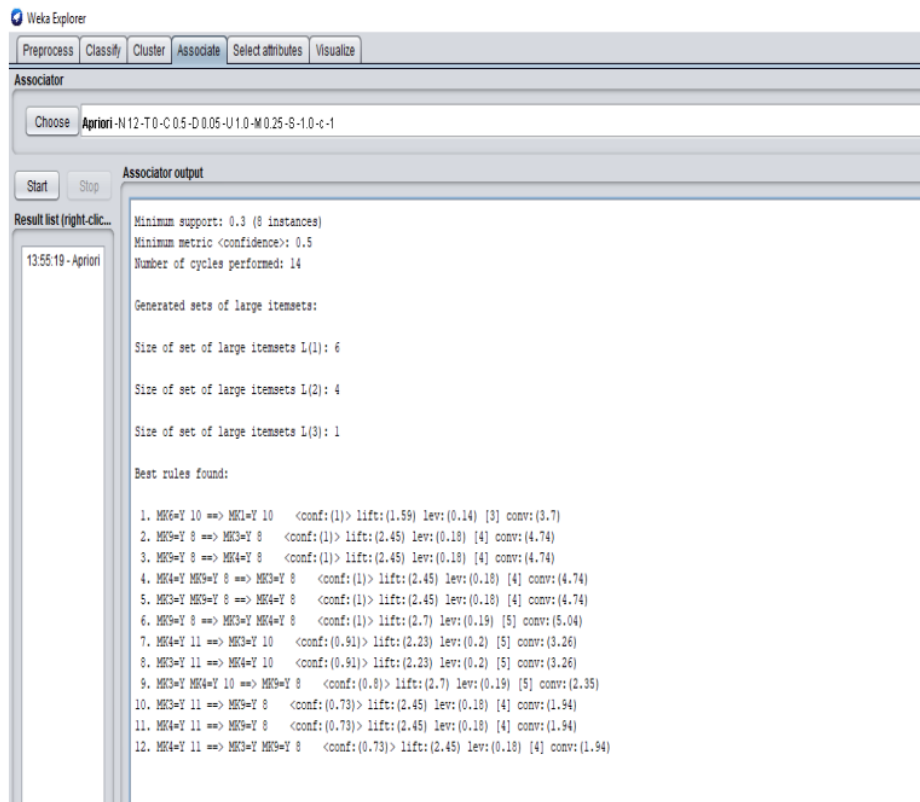 Weka Explorer
Preprocess Classify Cluster Associate Select attributes Visualize
Associator
Choose Apriori -N 12 -T 0 -C 0.5 -D 0.05 -U 1.0 -M 0.25 -S -1.0 -c -1
Start Stop
Associator output
Result list (right-clic...
13:55:19 - Apriori
Minimum support: 0.3 (8 instances)
Minimum metric <confidence>: 0.5
Number of cycles performed: 14
Generated sets of large itemsets:
Size of set of large itemsets L(1): 6
Size of set of large itemsets L(2): 4
Size of set of large itemsets L(3): 1
Best rules found:
1. MK6=Y 10 ==> MK1=Y 10 <conf:(1)> lift:(1.59) lev:(0.14) [3] conv:(3.7)
2. MK9=Y 8 ==> MK3=Y 8 <conf:(1)> lift:(2.45) lev:(0.18) [4] conv:(4.74)
3. MK9=Y 8 ==> MK4=Y 8 <conf:(1)> lift:(2.45) lev:(0.18) [4] conv:(4.74)
4. MK4=Y MK9=Y 8 ==> MK3=Y 8 <conf:(1)> lift:(2.45) lev:(0.18) [4] conv:(4.74)
5. MK3=Y MK9=Y 8 ==> MK4=Y 8 <conf:(1)> lift:(2.45) lev:(0.18) [4] conv:(4.74)
6. MK9=Y 8 ==> MK3=Y MK4=Y 8 <conf:(1)> lift:(2.7) lev:(0.19) [5] conv:(5.04)
7. MK4=Y 11 ==> MK3=Y 10 <conf:(0.91)> lift:(2.23) lev:(0.2) [5] conv:(3.26)
8. MK3=Y 11 ==> MK4=Y 10 <conf:(0.91)> lift:(2.23) lev:(0.2) [5] conv:(3.26)
9. MK3=Y MK4=Y 10 ==> MK9=Y 8 <conf:(0.8)> lift:(2.7) lev:(0.19) [5] conv:(2.35)
10. MK3=Y 11 ==> MK9=Y 8 <conf:(0.73)> lift:(2.45) lev:(0.18) [4] conv:(1.94)
11. MK4=Y 11 ==> MK9=Y 8 <conf:(0.73)> lift:(2.45) lev:(0.18) [4] conv:(1.94)
12. MK4=Y 11 ==> MK3=Y MK9=Y 8 <conf:(0.73)> lift:(2.45) lev:(0.18) [4] conv:(1.94)